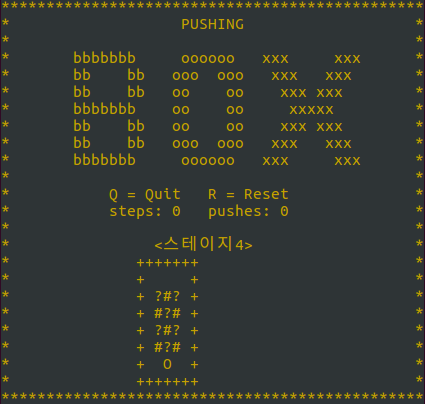 ***********************************************
*                   PUSHING                   *
*                                             *
*       bbbbbbb     oooooo   xxx     xxx      *
*       bb    bb   ooo  ooo   xxx   xxx       *
*       bb    bb   oo    oo    xxx xxx        *
*       bbbbbbb    oo    oo     xxxxx         *
*       bb    bb   oo    oo    xxx xxx        *
*       bb    bb   ooo  ooo   xxx   xxx       *
*       bbbbbbb     oooooo   xxx     xxx      *
*                                             *
*           Q = Quit   R = Reset              *
*           steps: 0   pushes: 0              *
*                                             *
*                <스테이지4>                  *
*              +++++++                        *
*              +     +                        *
*              + ?#? +                        *
*              + #?# +                        *
*              + ?#? +                        *
*              + #?# +                        *
*              +  O  +                        *
*              +++++++                        *
***********************************************